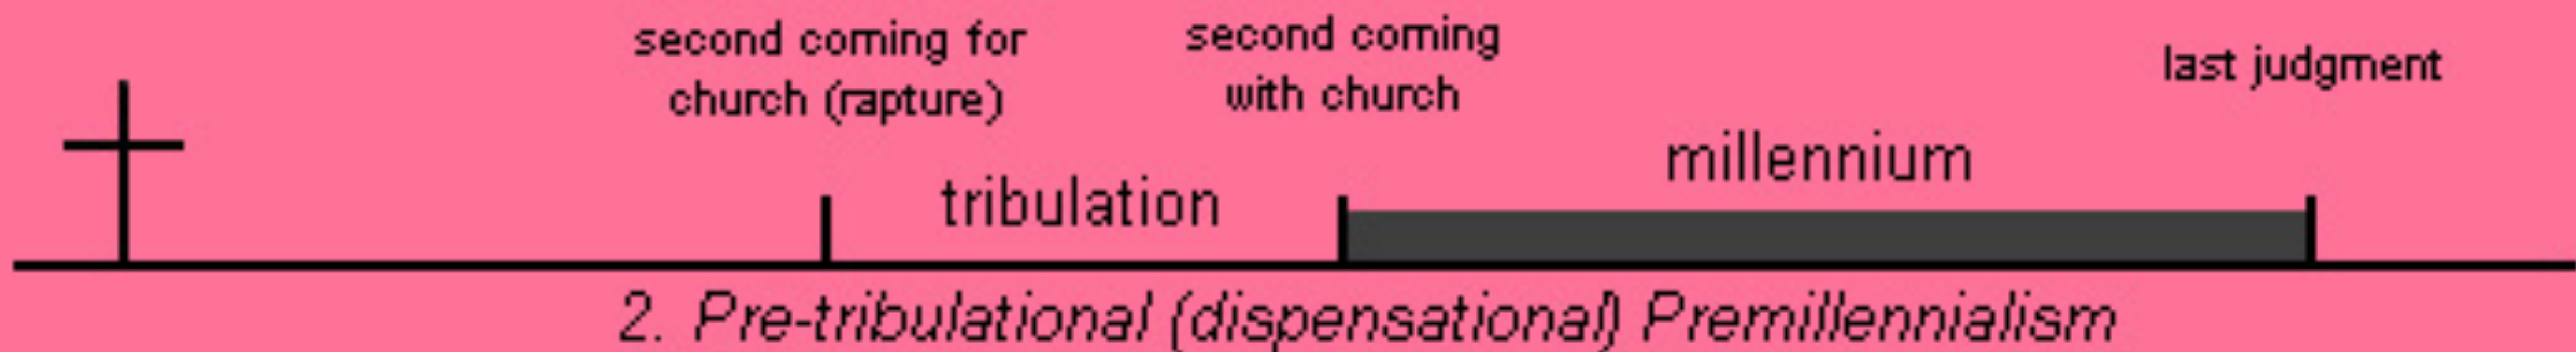 second coming for
church (rapture)
second coming
with church
last judgment
tribulation
millennium
2. Pre-tribulational (dispensational) Premillennialism